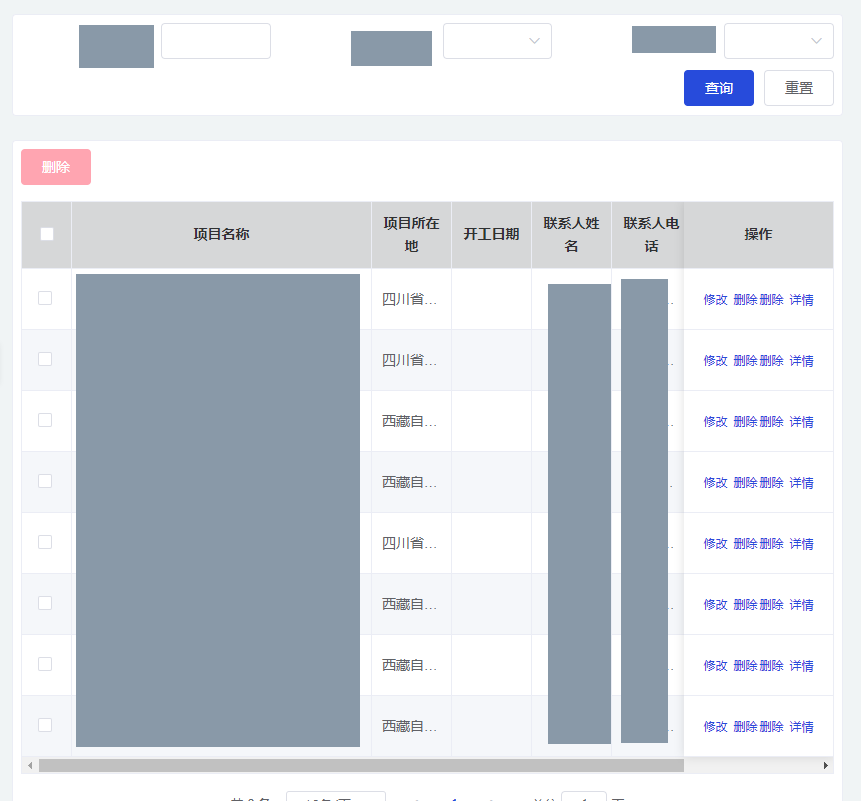 查询 重置
删除
项目名称 项目所在地 开工日期 联系人姓名 联系人电话 操作
四川省... 修改 删除删除 详情
四川省... 修改 删除删除 详情
西藏自... 修改 删除删除 详情
西藏自... 修改 删除删除 详情
四川省... 修改 删除删除 详情
西藏自... 修改 删除删除 详情
西藏自... 修改 删除删除 详情
西藏自... 修改 删除删除 详情